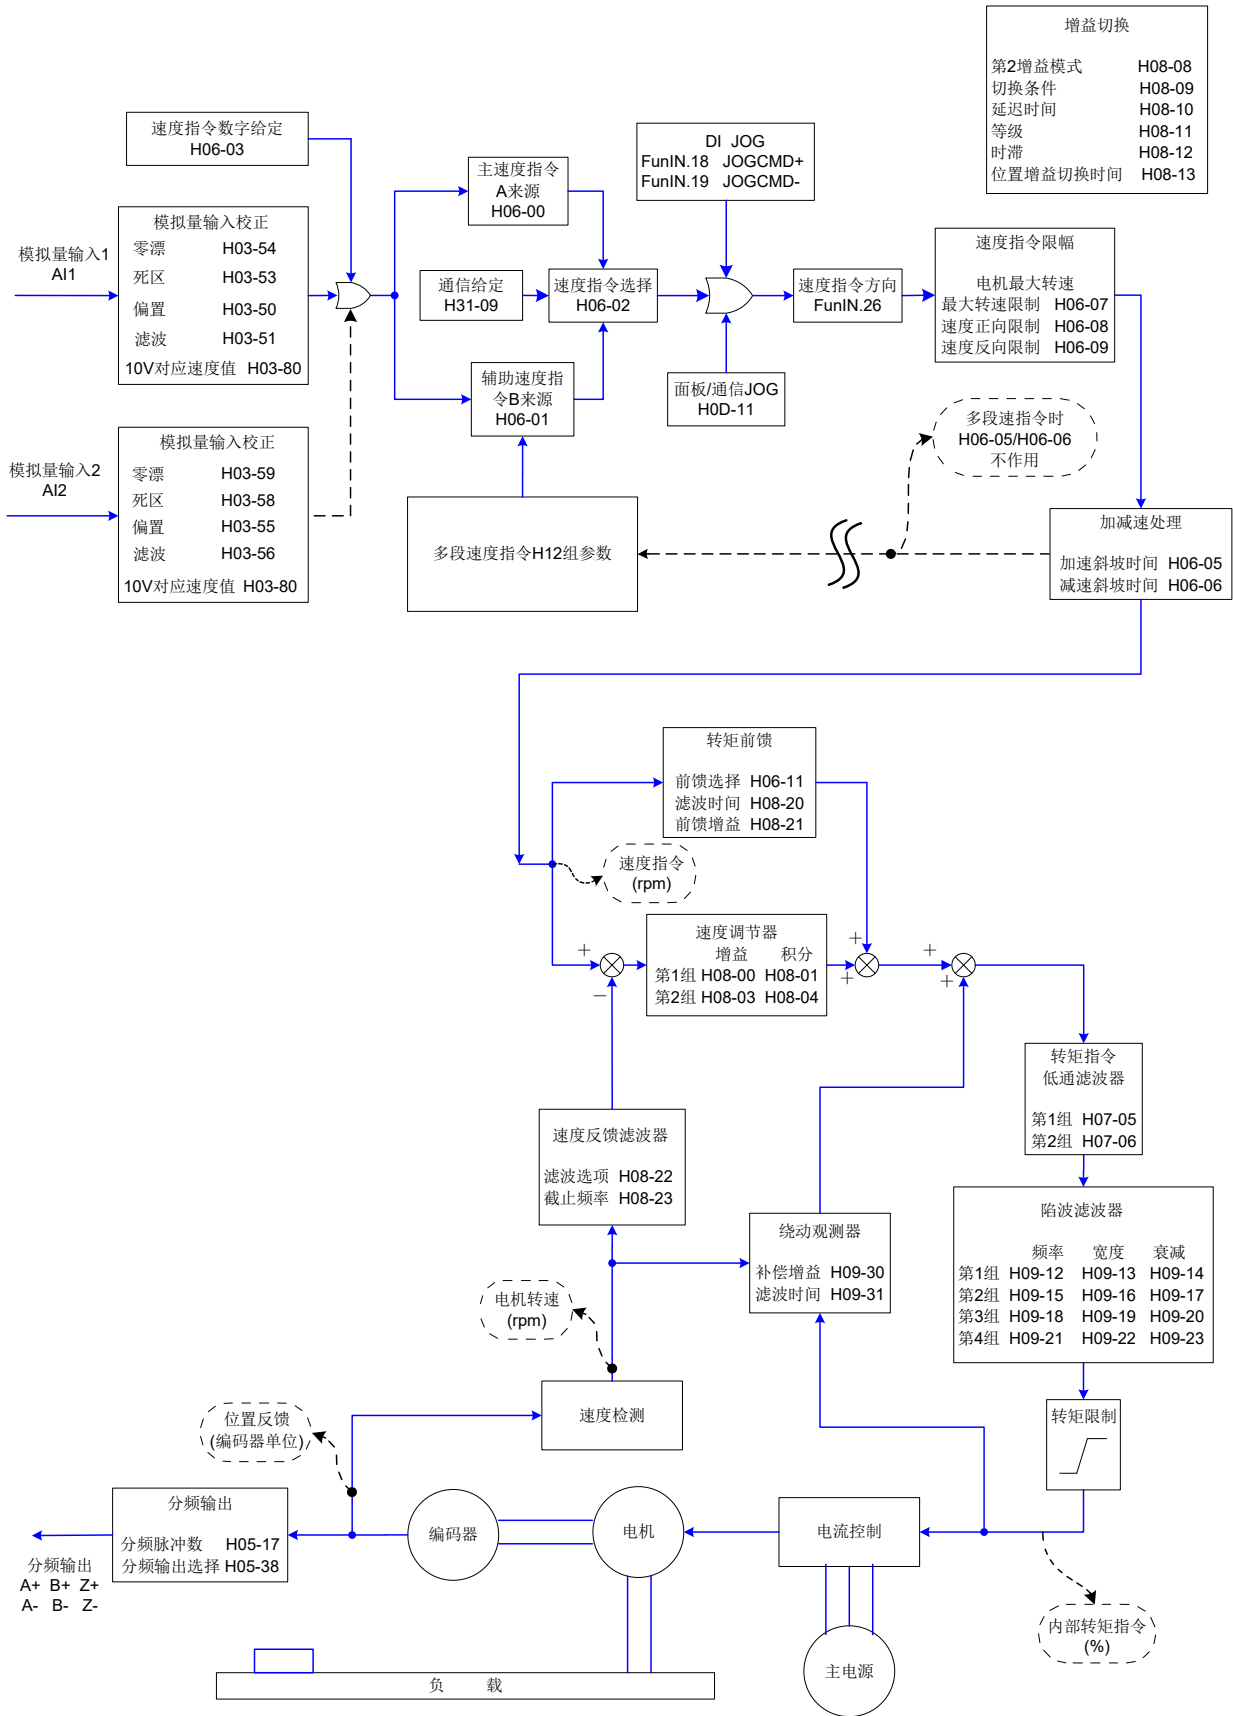 增益切换
第2增益模式 H08-08
切换条件 H08-09
延迟时间 H08-10
等级 H08-11
时滞 H08-12
位置增益切换时间 H08-13
速度指令数字给定
H06-03
主速度指令
A来源
H06-00
DI JOG
FunIN.18 JOGCMD+
FunIN.19 JOGCMD-
模拟量输入1
AI1
模拟量输入校正
零漂 H03-54
死区 H03-53
偏置 H03-50
滤波 H03-51
10V对应速度值 H03-80
通信给定
H31-09
速度指令选择
H06-02
速度指令方向
FunIN.26
速度指令限幅
电机最大转速
最大转速限制 H06-07
速度正向限制 H06-08
速度反向限制 H06-09
辅助速度指
令B来源
H06-01
面板/通信JOG
H0D-11
多段速指令时
H06-05/H06-06
不作用
模拟量输入2
AI2
模拟量输入校正
零漂 H03-59
死区 H03-58
偏置 H03-55
滤波 H03-56
10V对应速度值 H03-80
多段速度指令H12组参数
加减速处理
加速斜坡时间 H06-05
减速斜坡时间 H06-06
转矩前馈
前馈选择 H06-11
滤波时间 H08-20
前馈增益 H08-21
速度指令
(rpm)
速度调节器
增益 积分
第1组 H08-00 H08-01
第2组 H08-03 H08-04
+
−
+
+
+
+
转矩指令
低通滤波器
第1组 H07-05
第2组 H07-06
速度反馈滤波器
滤波选项 H08-22
截止频率 H08-23
绕动观测器
补偿增益 H09-30
滤波时间 H09-31
陷波滤波器
频率 宽度 衰减
第1组 H09-12 H09-13 H09-14
第2组 H09-15 H09-16 H09-17
第3组 H09-18 H09-19 H09-20
第4组 H09-21 H09-22 H09-23
电机转速
(rpm)
速度检测
转矩限制
位置反馈
(编码器单位)
分频输出
分频脉冲数 H05-17
分频输出选择 H05-38
编码器
电机
电流控制
分频输出
A+ B+ Z+
A- B- Z-
内部转矩指令
(%)
主电源
负 载